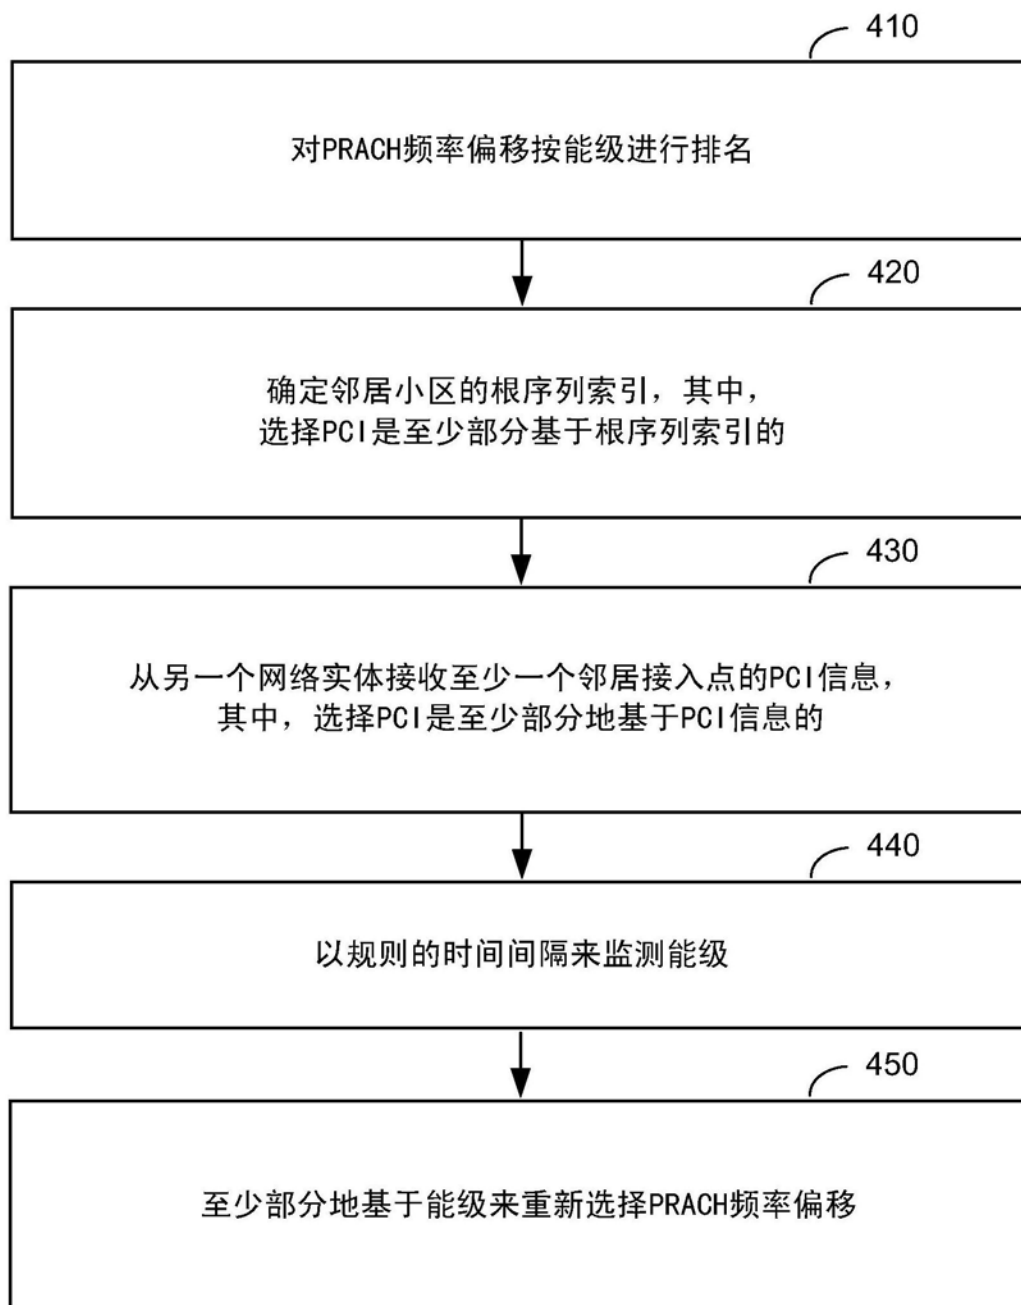 410
对PRACH频率偏移按能级进行排名
420
确定邻居小区的根序列索引，其中，
选择PCI是至少部分基于根序列索引的
430
从另一个网络实体接收至少一个邻居接入点的PCI信息，
其中，选择PCI是至少部分地基于PCI信息的
440
以规则的时间间隔来监测能级
450
至少部分地基于能级来重新选择PRACH频率偏移